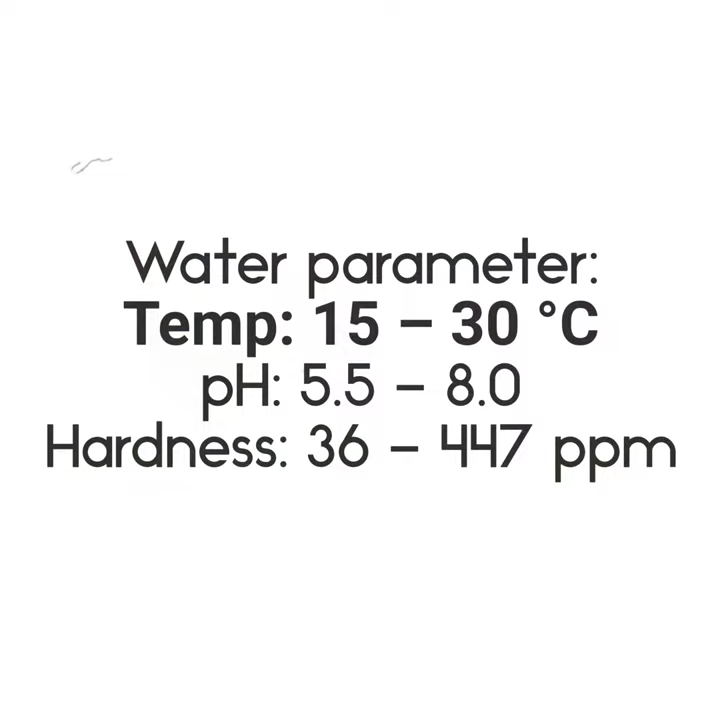 Water parameter:
Temp: 15 – 30 °C
pH: 5.5 – 8.0
Hardness: 36 – 447 ppm